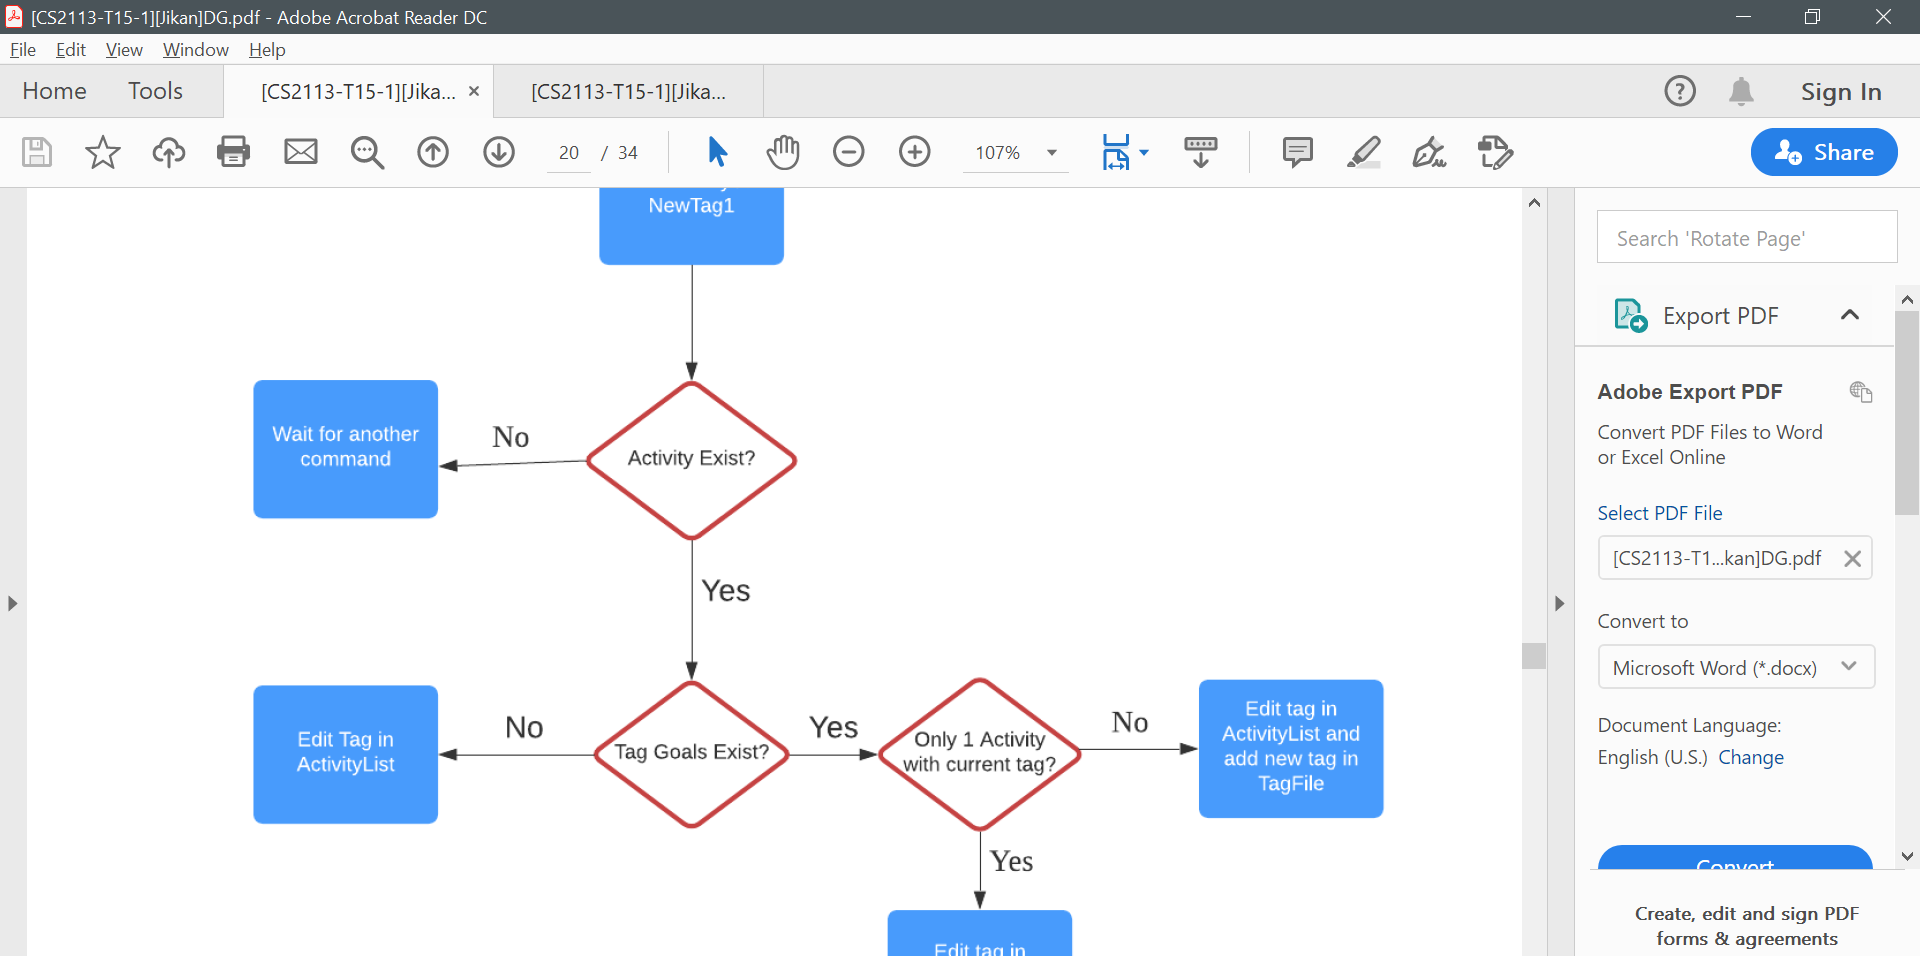 [CS2113-T15-1][Jikan]DG.pdf - Adobe Acrobat Reader DC
File Edit View Window Help
Home Tools [CS2113-T15-1][Jika... × [CS2113-T15-1][Jika... Sign In
20 / 34 107% Share
NewTag1
Wait for another
command
No
Activity Exist?
Yes
Edit Tag in
ActivityList
No
Tag Goals Exist?
Yes
Only 1 Activity
with current tag?
No
Edit tag in
ActivityList and
add new tag in
TagFile
Yes
Edit tag in
Search 'Rotate Page'
Export PDF
Adobe Export PDF
Convert PDF Files to Word
or Excel Online
Select PDF File
[CS2113-T1...kan]DG.pdf
Convert to
Microsoft Word (*.docx)
Document Language:
English (U.S.) Change
Convert
Create, edit and sign PDF
forms & agreements